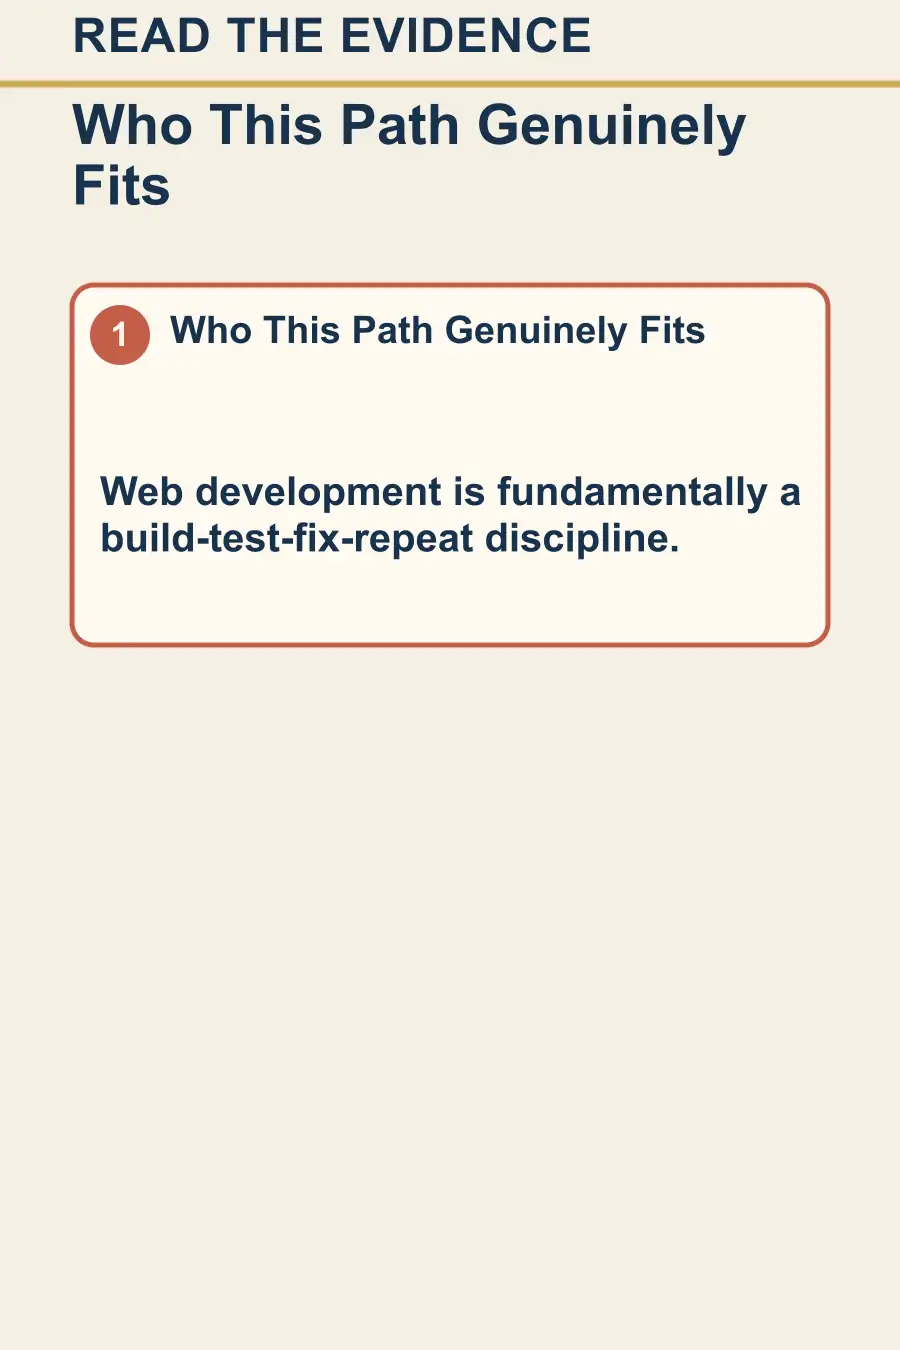 READ THE EVIDENCE
Who This Path Genuinely
Fits
1 Who This Path Genuinely Fits
Web development is fundamentally a
build-test-fix-repeat discipline.